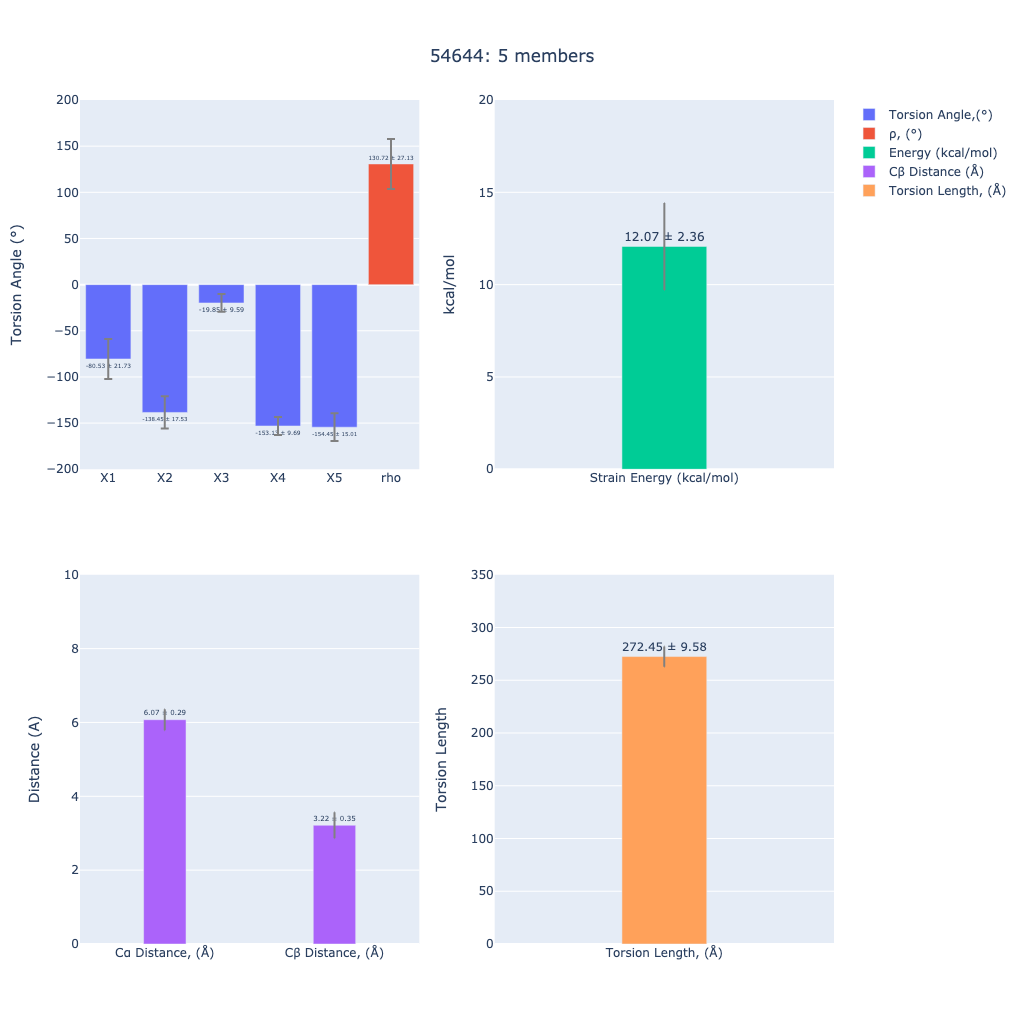 54644: 5 members
Torsion Angle (°)
200
150
100
50
0
−50
−100
−150
−200
130.72 ± 27.13
-80.53 ± 21.73
-138.45 ± 17.53
-19.85 ± 9.59
± 9.69
-154.45 ± 15.01
X1
X2
X3
X4
X5
rho
kcal/mol
20
15
10
5
0
12.07 ± 2.36
Strain Energy (kcal/mol)
Torsion Angle,(°)
ρ, (°)
Energy (kcal/mol)
Cβ Distance (Å)
Torsion Length, (Å)
Distance (A)
10
8
6
4
2
0
6.07 ± 0.29
3.22 ± 0.35
Cα Distance, (Å)
Cβ Distance, (Å)
Torsion Length
350
300
250
200
150
100
50
0
272.45 ± 9.58
Torsion Length, (Å)